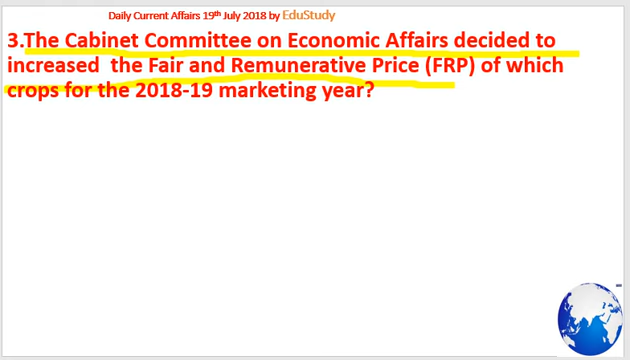 Daily Current Affairs 19th July 2018 by EduStudy
3.The Cabinet Committee on Economic Affairs decided to
increased the Fair and Remunerative Price (FRP) of which
crops for the 2018-19 marketing year?